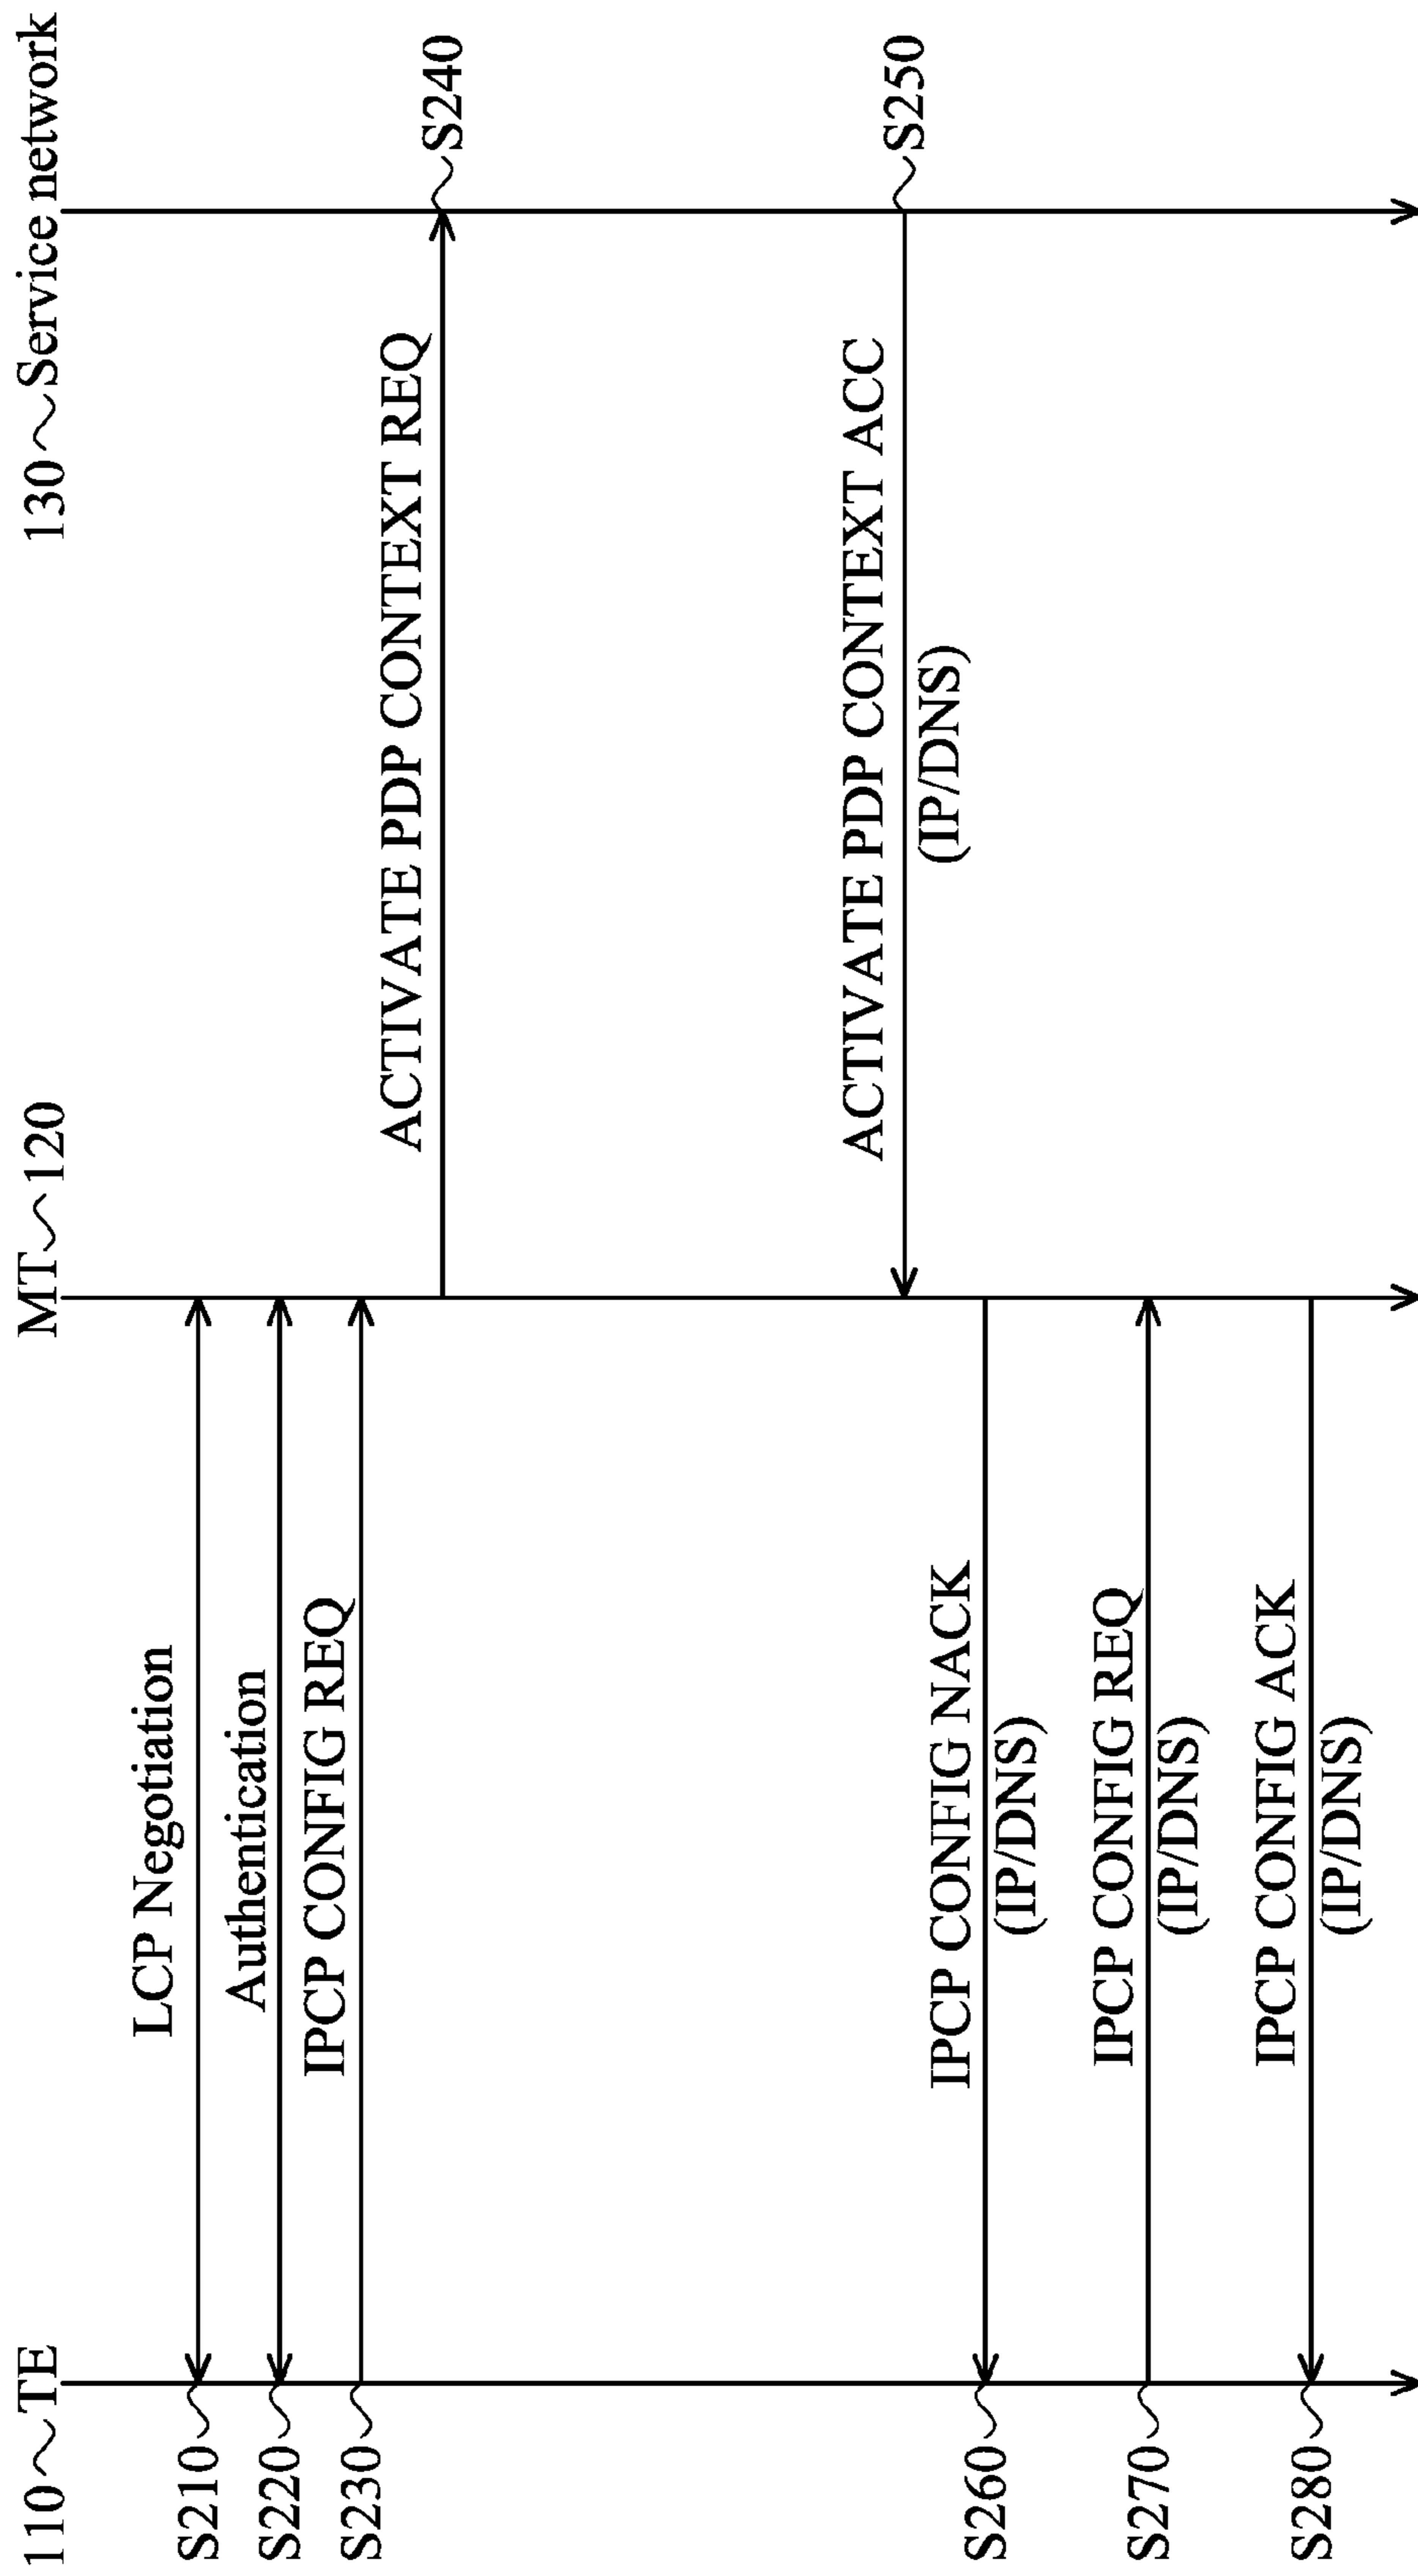 110 TE
MT 120
130 Service network
LCP Negotiation
S210
Authentication
S220
IPCP CONFIG REQ
S230
ACTIVATE PDP CONTEXT REQ
S240
ACTIVATE PDP CONTEXT ACC
(IP/DNS)
S250
IPCP CONFIG NACK
(IP/DNS)
S260
IPCP CONFIG REQ
(IP/DNS)
S270
IPCP CONFIG ACK
(IP/DNS)
S280